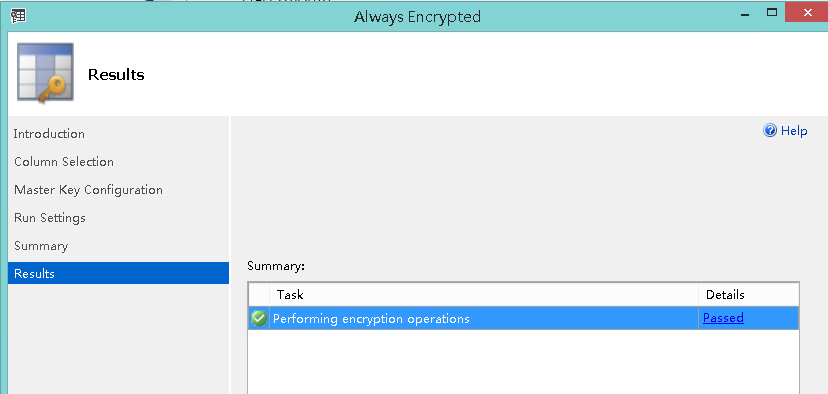 Always Encrypted
Results
Introduction
Column Selection
Master Key Configuration
Run Settings
Summary
Results
Help
Summary:
Task Details
Performing encryption operations Passed